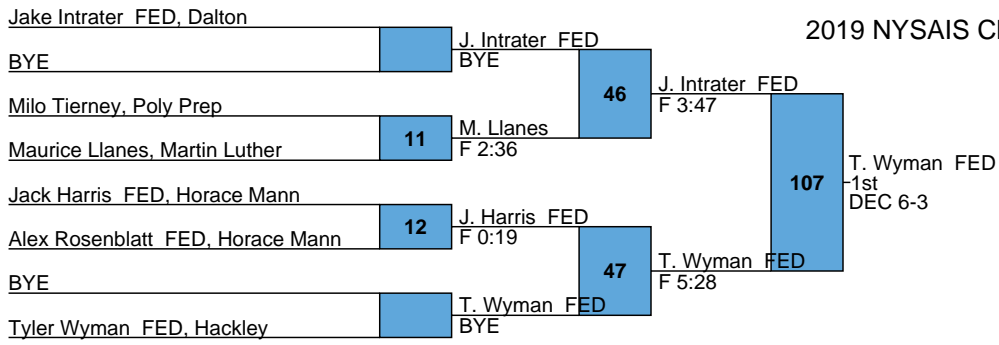 Jake Intrater  FED, Dalton
BYE
Milo Tierney, Poly Prep
Maurice Llanes, Martin Luther
Jack Harris  FED, Horace Mann
Alex Rosenblatt  FED, Horace Mann
BYE
Tyler Wyman  FED, Hackley
11
12
J. Intrater  FED
BYE
M. Llanes
F 2:36
J. Harris  FED
F 0:19
T. Wyman  FED
BYE
46
47
J. Intrater  FED
F 3:47
T. Wyman  FED
F 5:28
107
2019 NYSAIS
T. Wyman  FED
1st
DEC 6-3